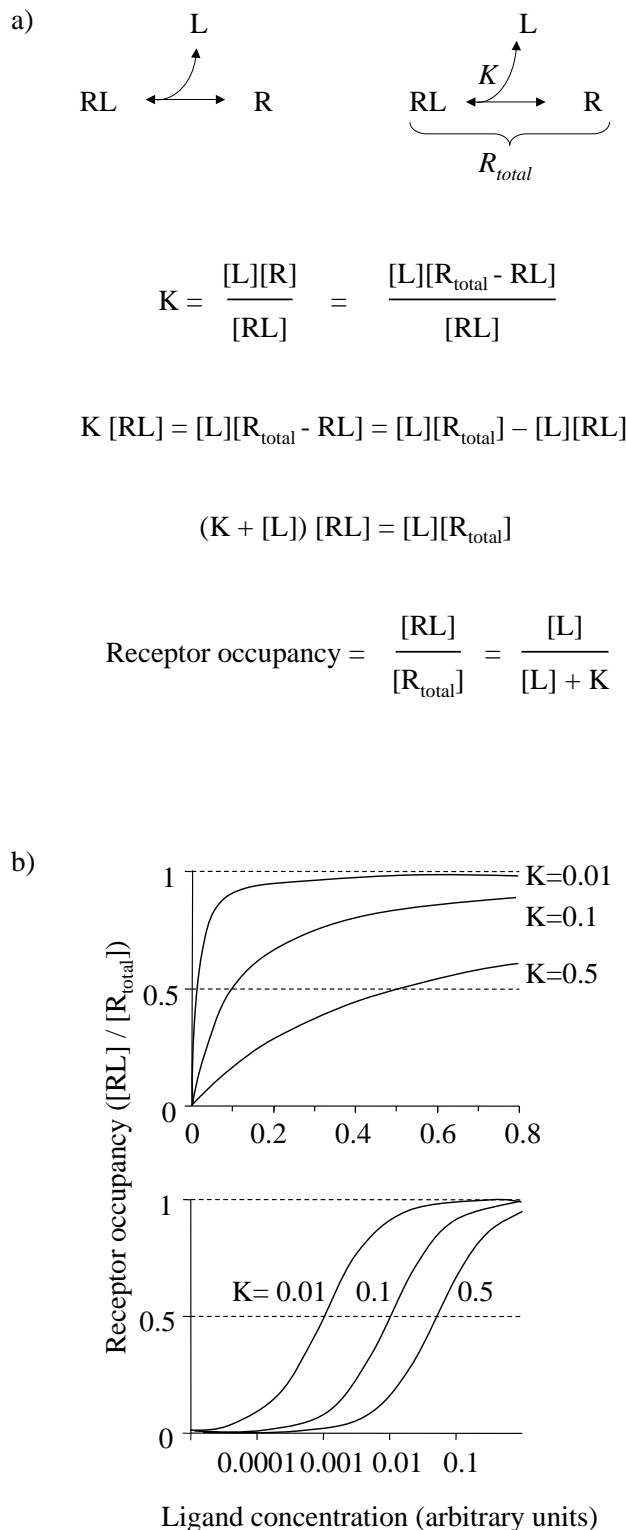 a)
L
RL R
L
K
RL R
R_total
K = [L][R] / [RL] = [L][R_total - RL] / [RL]
K [RL] = [L][R_total - RL] = [L][R_total] – [L][RL]
(K + [L]) [RL] = [L][R_total]
Receptor occupancy = [RL] / [R_total] = [L] / [L] + K
b)
Receptor occupancy ([RL] / [R_total])
1
0.5
0
K=0.01
K=0.1
K=0.5
0 0.2 0.4 0.6 0.8
1
0.5
0
K= 0.01 0.1 0.5
0.0001 0.001 0.01 0.1
Ligand concentration (arbitrary units)